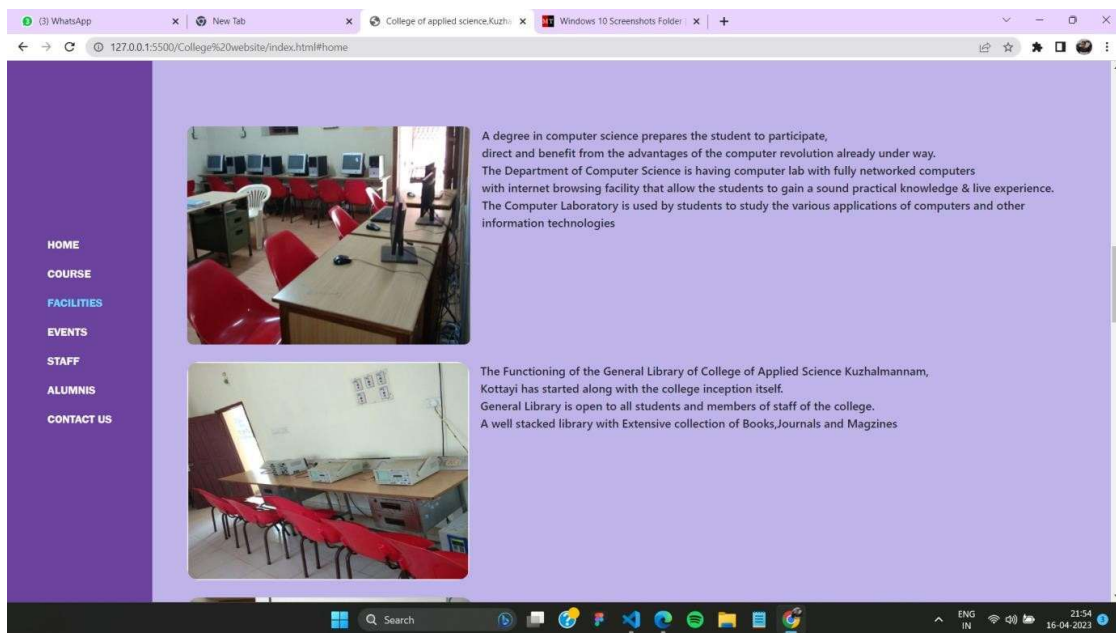 (3) WhatsApp
New Tab
College of applied science,Kuzha
Windows 10 Screenshots Folder
127.0.0.1:5500/College%20website/index.html#home
HOME
COURSE
FACILITIES
EVENTS
STAFF
ALUMNIS
CONTACT US
A degree in computer science prepares the student to participate,
direct and benefit from the advantages of the computer revolution already under way.
The Department of Computer Science is having computer lab with fully networked computers
with internet browsing facility that allow the students to gain a sound practical knowledge & live experience.
The Computer Laboratory is used by students to study the various applications of computers and other
information technologies
The Functioning of the General Library of College of Applied Science Kuzhalmannam,
Kottayi has started along with the college inception itself.
General Library is open to all students and members of staff of the college.
A well stacked library with Extensive collection of Books,Journals and Magzines
Search
ENG
IN
21:54
16-04-2023
3